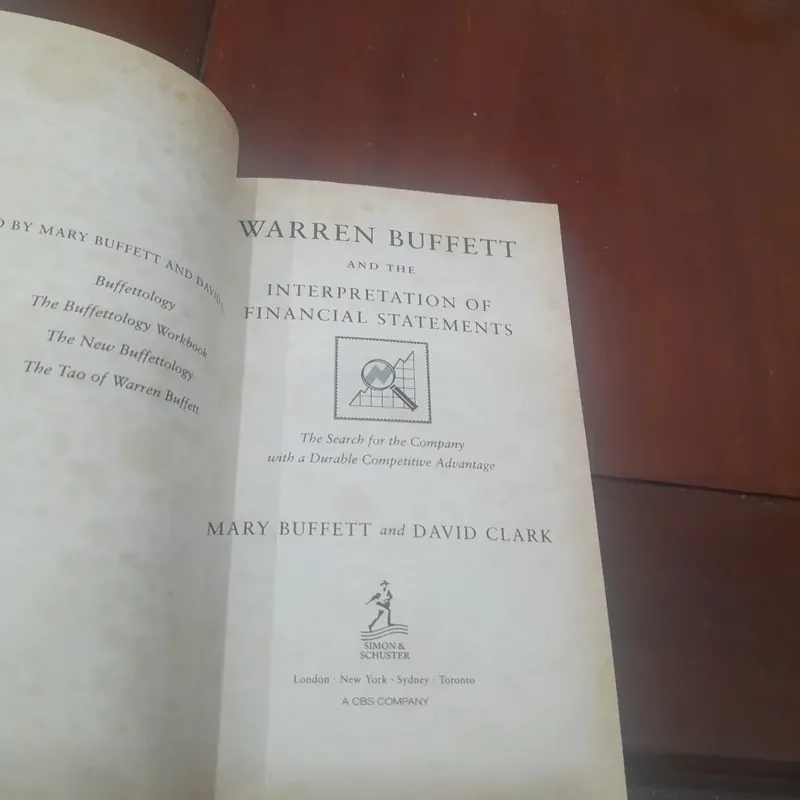 O BY MARY BUFFETT AND DAVID
Buffettology
The Buffettology Workbook
The New Buffettology
The Tao of Warren Buffett
WARREN BUFFETT
AND THE
INTERPRETATION OF
FINANCIAL STATEMENTS
The Search for the Company
with a Durable Competitive Advantage
MARY BUFFETT and DAVID CLARK
SIMON &
SCHUSTER
London · New York · Sydney · Toronto
A CBS COMPANY